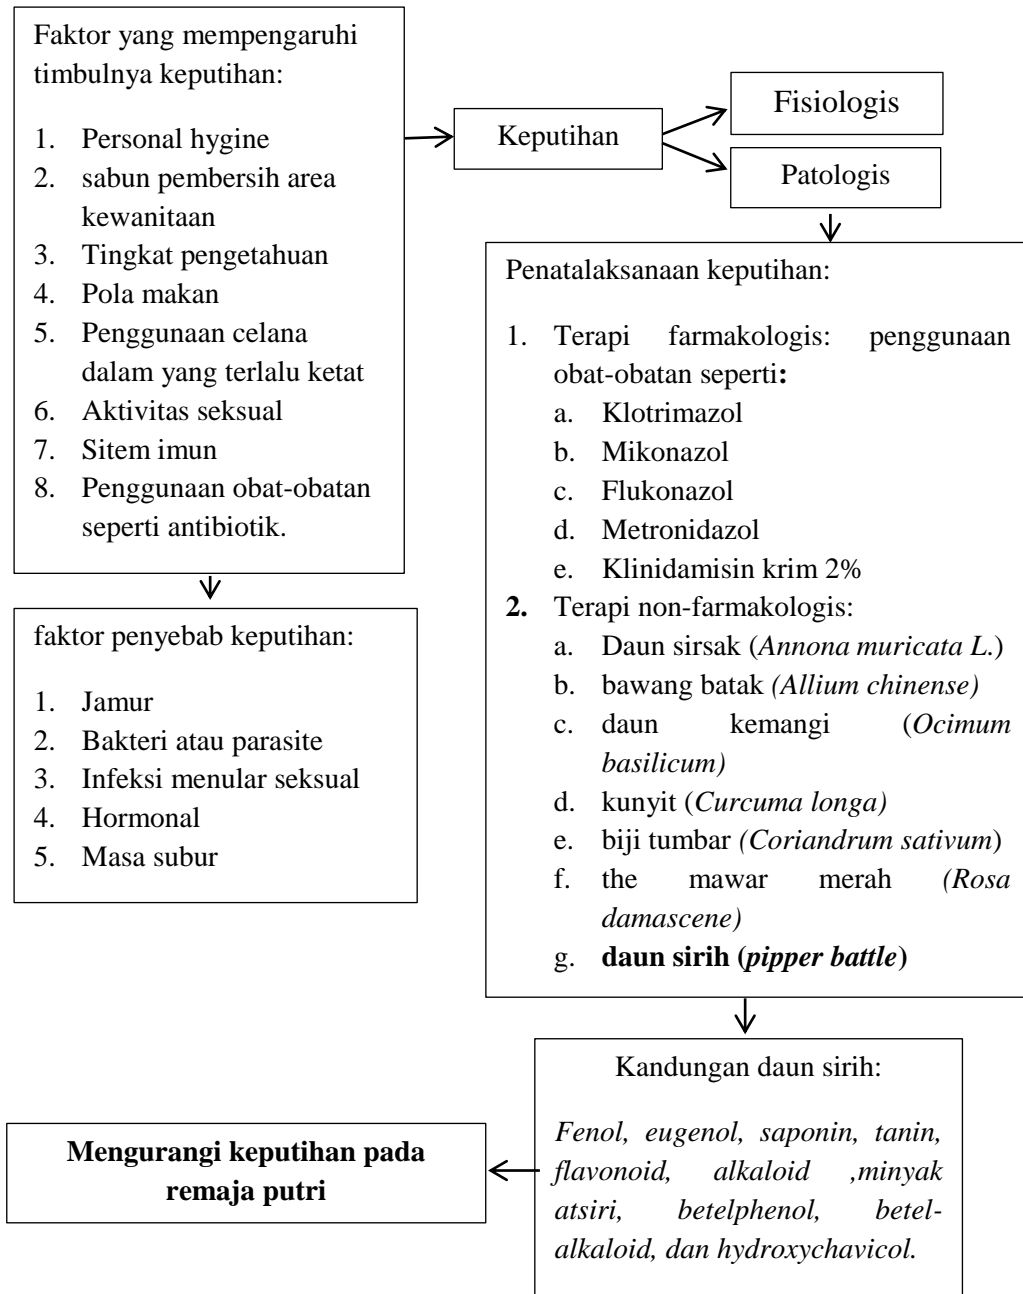 Faktor yang mempengaruhi
timbulnya keputihan:
1. Personal hygine
2. sabun pembersih area
kewanitaan
3. Tingkat pengetahuan
4. Pola makan
5. Penggunaan celana
dalam yang terlalu ketat
6. Aktivitas seksual
7. Sitem imun
8. Penggunaan obat-obatan
seperti antibiotik.
Keputihan
Fisiologis
Patologis
faktor penyebab keputihan:
1. Jamur
2. Bakteri atau parasite
3. Infeksi menular seksual
4. Hormonal
5. Masa subur
Penatalaksanaan keputihan:
1. Terapi farmakologis: penggunaan
obat-obatan seperti:
a. Klotrimazol
b. Mikonazol
c. Flukonazol
d. Metronidazol
e. Klinidamisin krim 2%
2. Terapi non-farmakologis:
a. Daun sirsak (Annona muricata L.)
b. bawang batak (Allium chinense)
c. daun kemangi (Ocimum
basilicum)
d. kunyit (Curcuma longa)
e. biji tumbar (Coriandrum sativum)
f. the mawar merah (Rosa
damascene)
g. daun sirih (pipper battle)
Kandungan daun sirih:
Fenol, eugenol, saponin, tanin,
flavonoid, alkaloid ,minyak
atsiri, betelphenol, betel-
alkaloid, dan hydroxychavicol.
Mengurangi keputihan pada
remaja putri